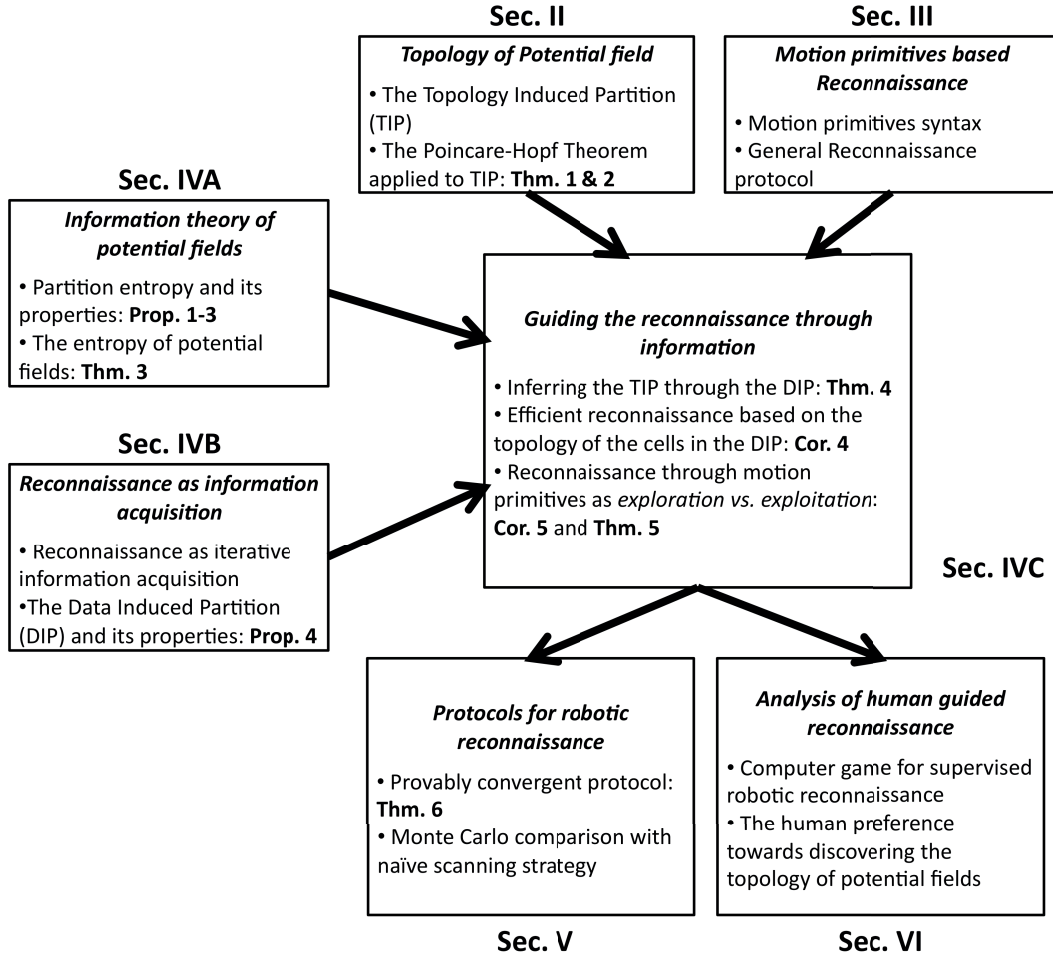 Sec. II
Topology of Potential field
• The Topology Induced Partition
(TIP)
• The Poincare-Hopf Theorem
applied to TIP: Thm. 1 & 2
Sec. III
Motion primitives based
Reconnaissance
• Motion primitives syntax
• General Reconnaissance
protocol
Sec. IVA
Information theory of
potential fields
• Partition entropy and its
properties: Prop. 1-3
• The entropy of potential
fields: Thm. 3
Sec. IVB
Reconnaissance as information
acquisition
• Reconnaissance as iterative
information acquisition
•The Data Induced Partition
(DIP) and its properties: Prop. 4
Guiding the reconnaissance through
information
• Inferring the TIP through the DIP: Thm. 4
• Efficient reconnaissance based on the
topology of the cells in the DIP: Cor. 4
• Reconnaissance through motion
primitives as exploration vs. exploitation:
Cor. 5 and Thm. 5
Sec. IVC
Protocols for robotic
reconnaissance
• Provably convergent protocol:
Thm. 6
• Monte Carlo comparison with
naïve scanning strategy
Sec. V
Analysis of human guided
reconnaissance
• Computer game for supervised
robotic reconnaissance
• The human preference
towards discovering the
topology of potential fields
Sec. VI